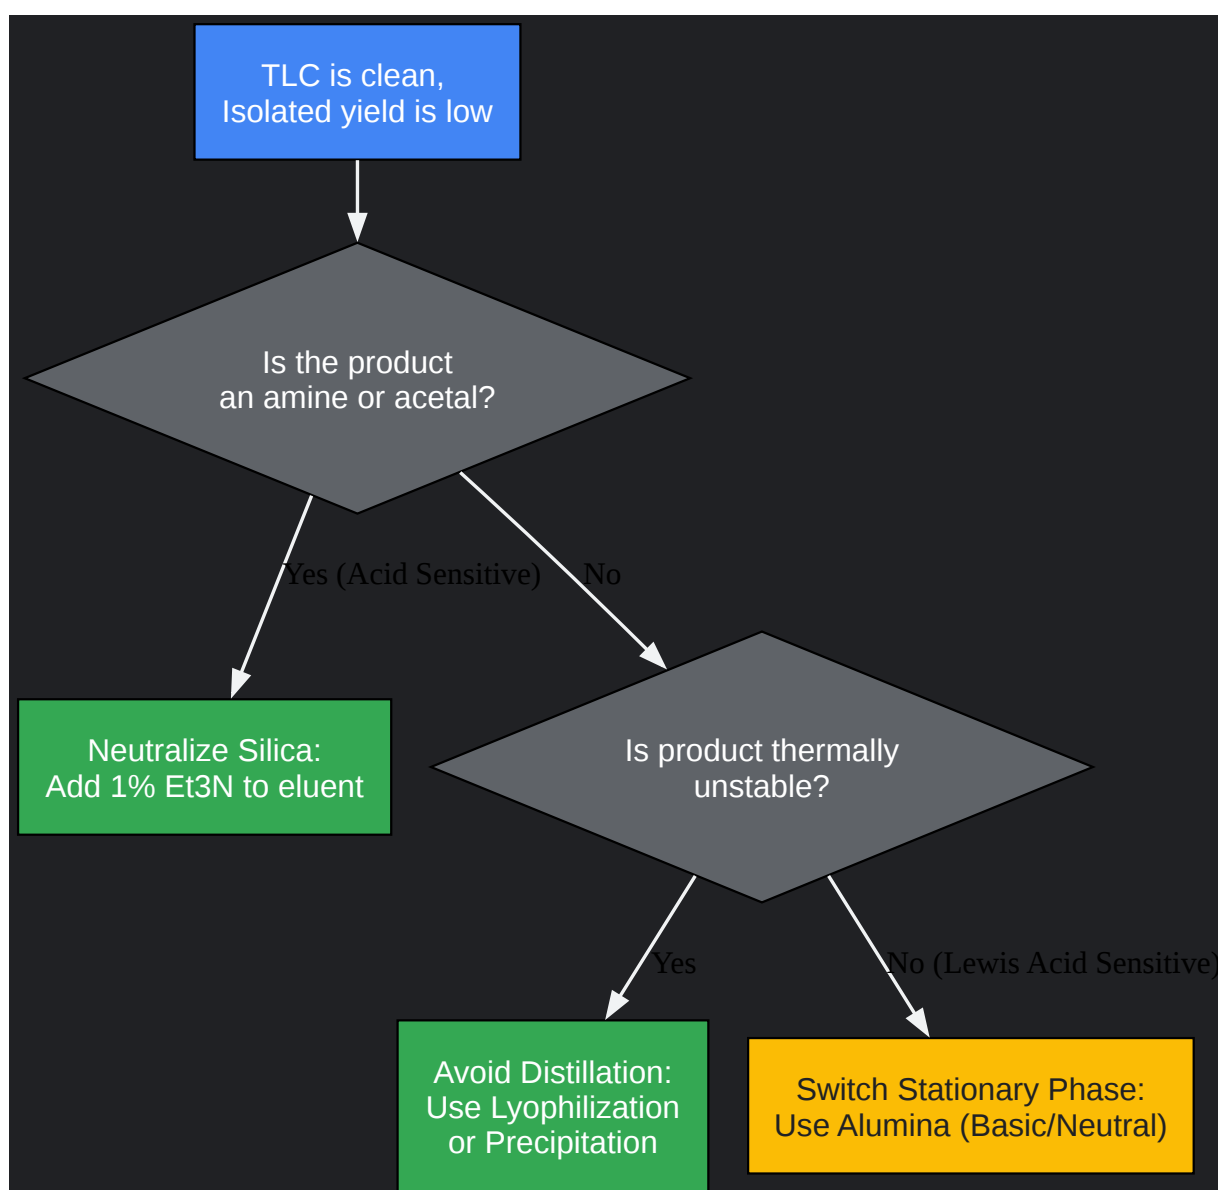 TLC is clean,
Isolated yield is low
Is the product
an amine or acetal?
Yes (Acid Sensitive)
No
Neutralize Silica:
Add 1% Et3N to eluent
Is product thermally
unstable?
Yes
No (Lewis Acid Sensitive)
Avoid Distillation:
Use Lyophilization
or Precipitation
Switch Stationary Phase:
Use Alumina (Basic/Neutral)